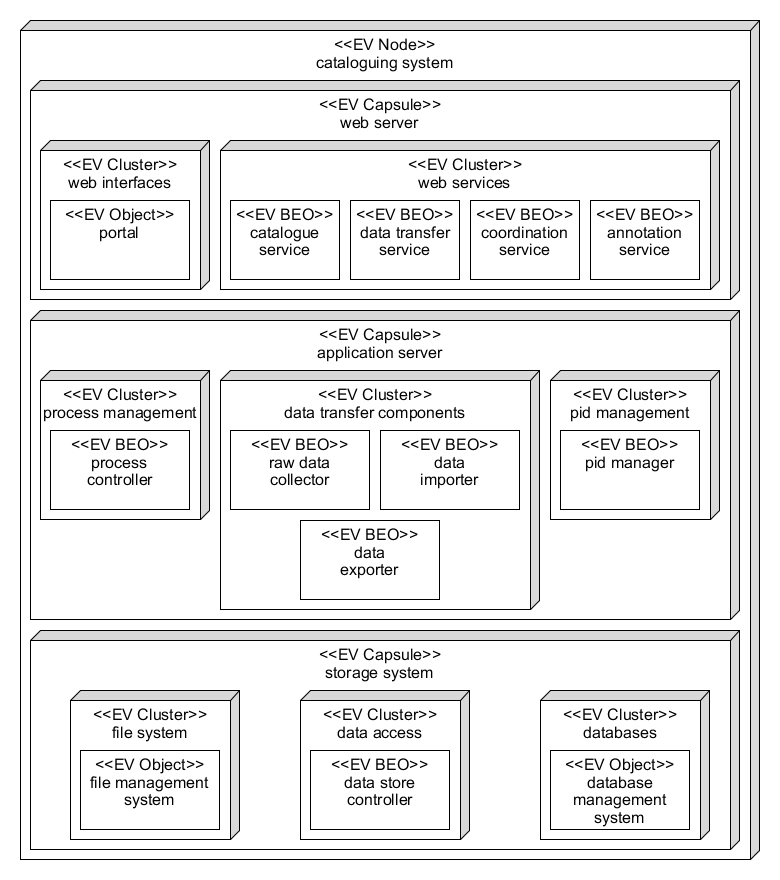 <<EV Node>>
cataloguing system
<<EV Capsule>>
web server
<<EV Cluster>>
web interfaces
<<EV Object>>
portal
<<EV Cluster>>
web services
<<EV BEO>>
catalogue
service
<<EV BEO>>
data transfer
service
<<EV BEO>>
coordination
service
<<EV BEO>>
annotation
service
<<EV Capsule>>
application server
<<EV Cluster>>
process management
<<EV BEO>>
process
controller
<<EV Cluster>>
data transfer components
<<EV BEO>>
raw data
collector
<<EV BEO>>
data
importer
<<EV BEO>>
data
exporter
<<EV Cluster>>
pid management
<<EV BEO>>
pid manager
<<EV Capsule>>
storage system
<<EV Cluster>>
file system
<<EV Object>>
file management
system
<<EV Cluster>>
data access
<<EV BEO>>
data store
controller
<<EV Cluster>>
databases
<<EV Object>>
database
management
system